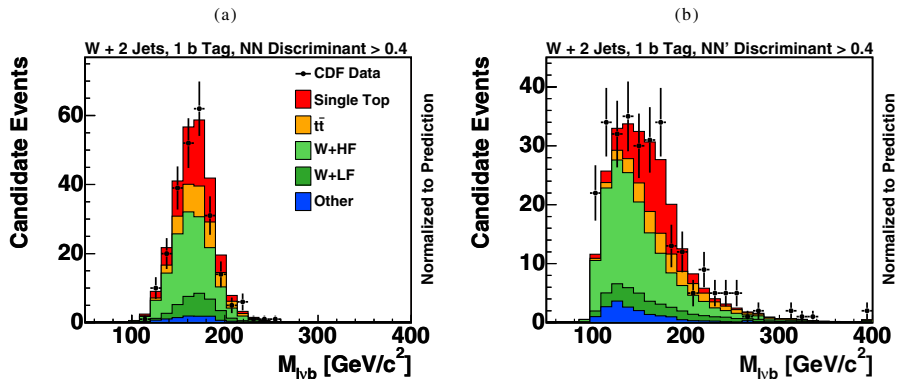 (a)
W + 2 Jets, 1 b Tag, NN Discriminant > 0.4
Candidate Events
60
40
20
0
CDF Data
Single Top
tt̄
W+HF
W+LF
Other
Normalized to Prediction
0 100 200 300 400
M_lνb [GeV/c²]
(b)
W + 2 Jets, 1 b Tag, NN' Discriminant > 0.4
Candidate Events
40
30
20
10
0
Normalized to Prediction
0 100 200 300 400
M_lνb [GeV/c²]